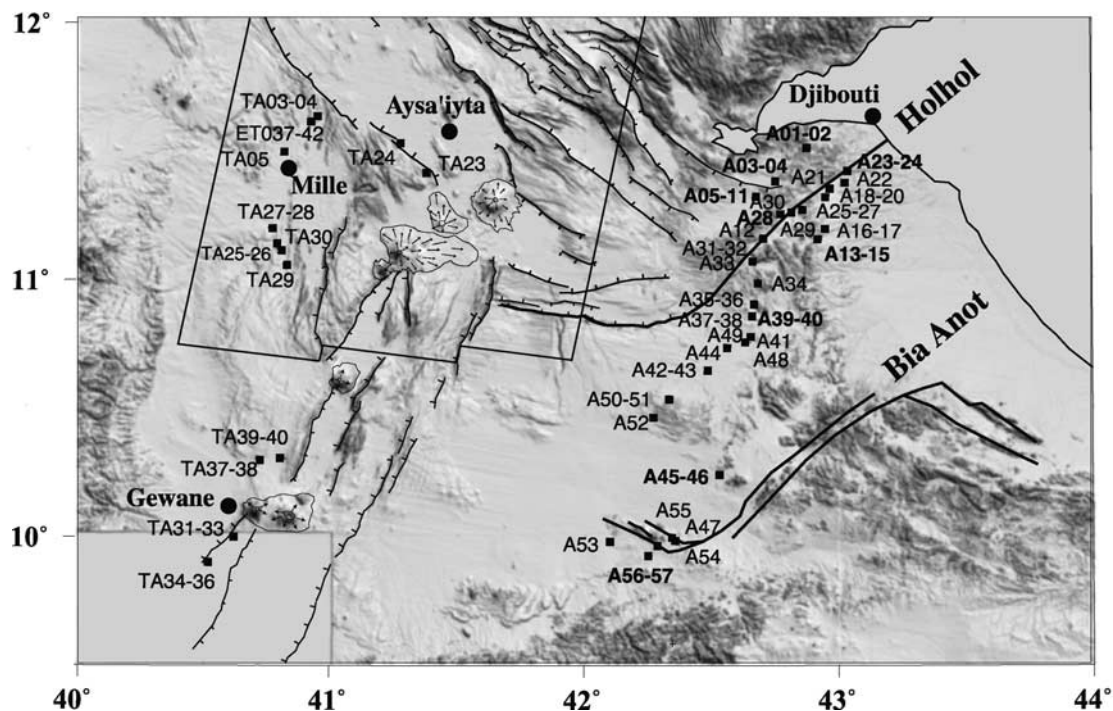 12°
TA03-04
Aysa'iyta
Djibouti
Holhol
ET037-42
A01-02
TA05
TA24
TA23
A03-04
A21
A23-24
A22
Mille
A05-11
A30
A18-20
A28
A25-27
TA27-28
A12
A29
A16-17
TA30
TA25-26
A31-32
A13-15
A33
TA29
11°
A34
A35-36
A37-38
A39-40
Bia Anot
A49
A41
A44
A48
A42-43
A50-51
A52
TA39-40
TA37-38
A45-46
Gewane
A55
A47
TA31-33
10°
A53
A54
TA34-36
A56-57
40°
41°
42°
43°
44°